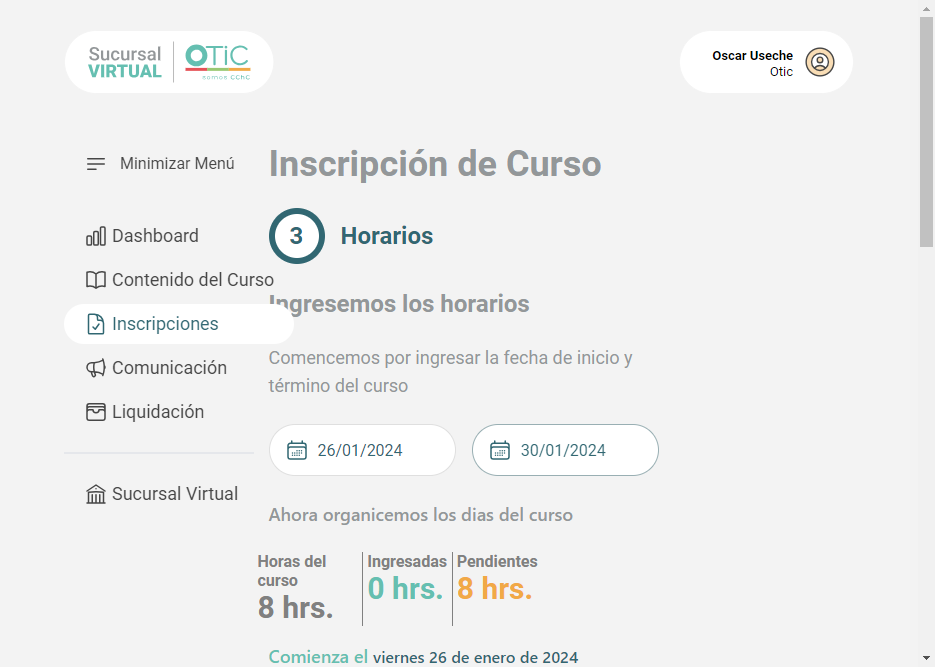 Sucursal
VIRTUAL
OTiC
somos CChC
Oscar Useche
Otic
Minimizar Menú
Dashboard
Contenido del Curso
Inscripciones
Comunicación
Liquidación
Sucursal Virtual
Inscripción de Curso
3 Horarios
Ingresemos los horarios
Comencemos por ingresar la fecha de inicio y
término del curso
26/01/2024
30/01/2024
Ahora organicemos los dias del curso
Horas del
curso
8 hrs.
Ingresadas
0 hrs.
Pendientes
8 hrs.
Comienza el viernes 26 de enero de 2024